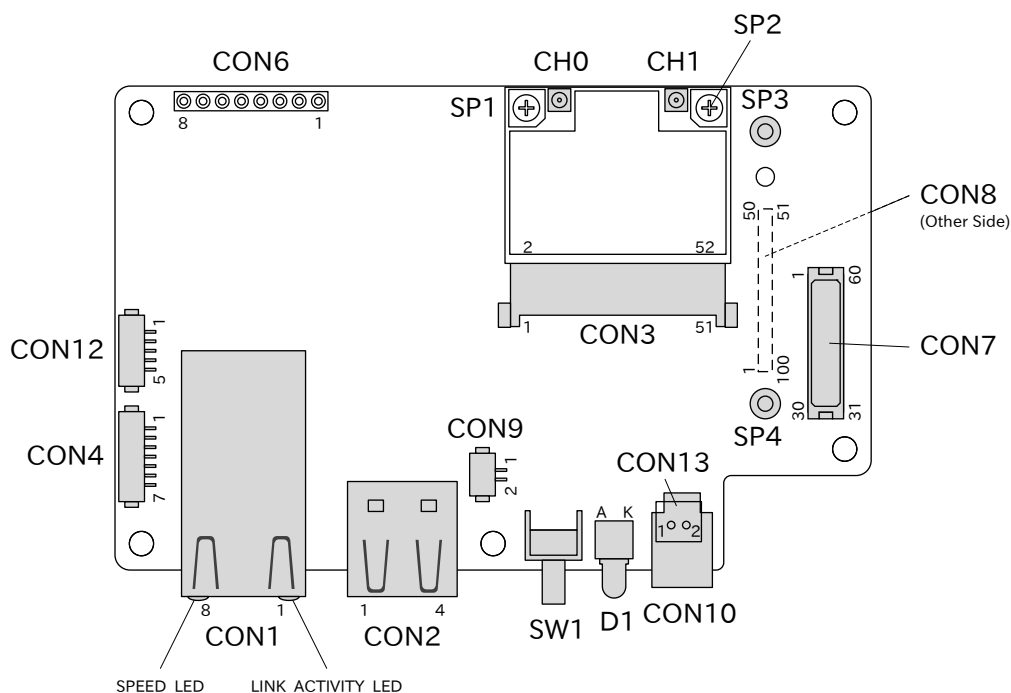 SP2
CON6
CH0
CH1
SP1
SP3
8
1
CON8
(Other Side)
50
51
2
52
1
60
1
51
CON3
CON12
1
5
CON7
1
100
30
31
SP4
CON4
1
7
CON9
1
2
CON13
A
K
1
2
8
1
1
4
CON1
CON2
SW1
D1
CON10
SPEED LED
LINK ACTIVITY LED